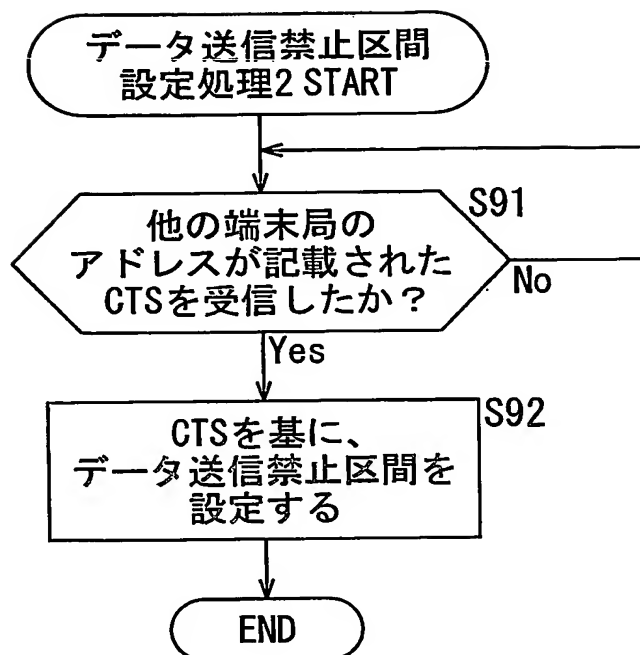 データ送信禁止区間
設定処理2 START
S91
他の端末局の
アドレスが記載された
CTSを受信したか？
No
Yes
S92
CTSを基に、
データ送信禁止区間を
設定する
END